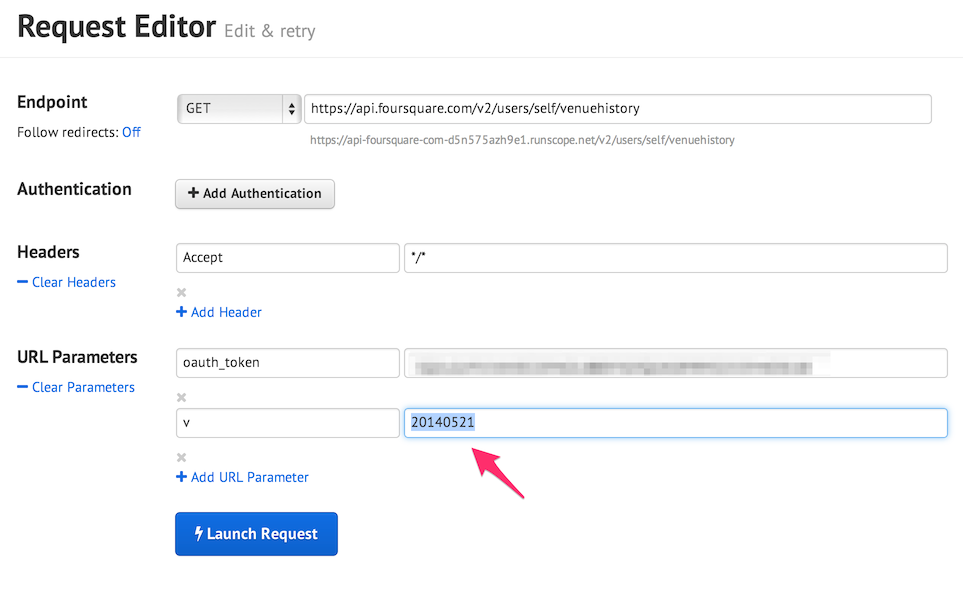 Request Editor Edit & retry
Endpoint
GET
https://api.foursquare.com/v2/users/self/venuehistory
Follow redirects: Off
https://api-foursquare-com-d5n575azh9e1.runscope.net/v2/users/self/venuehistory
Authentication
+ Add Authentication
Headers
Accept
*/*
− Clear Headers
+ Add Header
URL Parameters
oauth_token
− Clear Parameters
v
20140521
+ Add URL Parameter
Launch Request